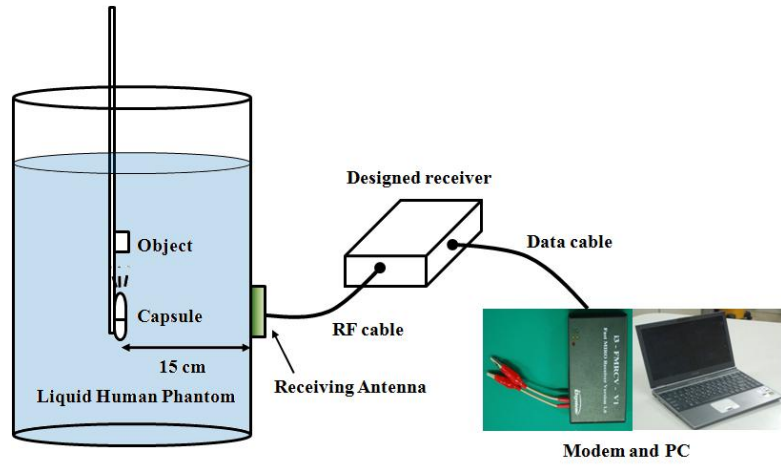 Designed receiver
Object
Data cable
Capsule
RF cable
15 cm
Receiving Antenna
Liquid Human Phantom
Modem and PC